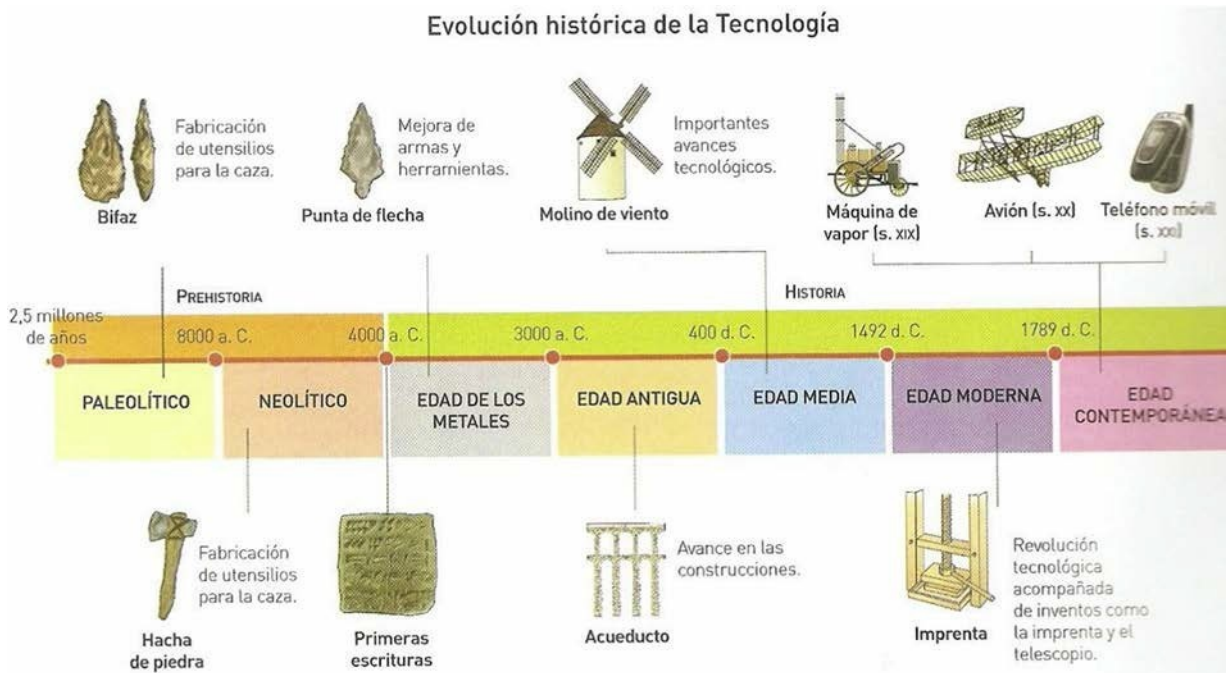 Evolución histórica de la Tecnología
Fabricación
de utensilios
para la caza.
Bifaz
Mejora de
armas y
herramientas.
Punta de flecha
Importantes
avances
tecnológicos.
Molino de viento
Máquina de
vapor (s. XIX)
Avión (s. XX)
Teléfono móvil
(s. XXI)
PREHISTORIA
HISTORIA
2,5 millones
de años
8000 a. C.
4000 a. C.
3000 a. C.
400 d. C.
1492 d. C.
1789 d. C.
PALEOLÍTICO
NEOLÍTICO
EDAD DE LOS
METALES
EDAD ANTIGUA
EDAD MEDIA
EDAD MODERNA
EDAD
CONTEMPORÁNEA
Hacha
de piedra
Fabricación
de utensilios
para la caza.
Primeras
escrituras
Acueducto
Avance en las
construcciones.
Imprenta
Revolución
tecnológica
acompañada
de inventos como
la imprenta y el
telescopio.